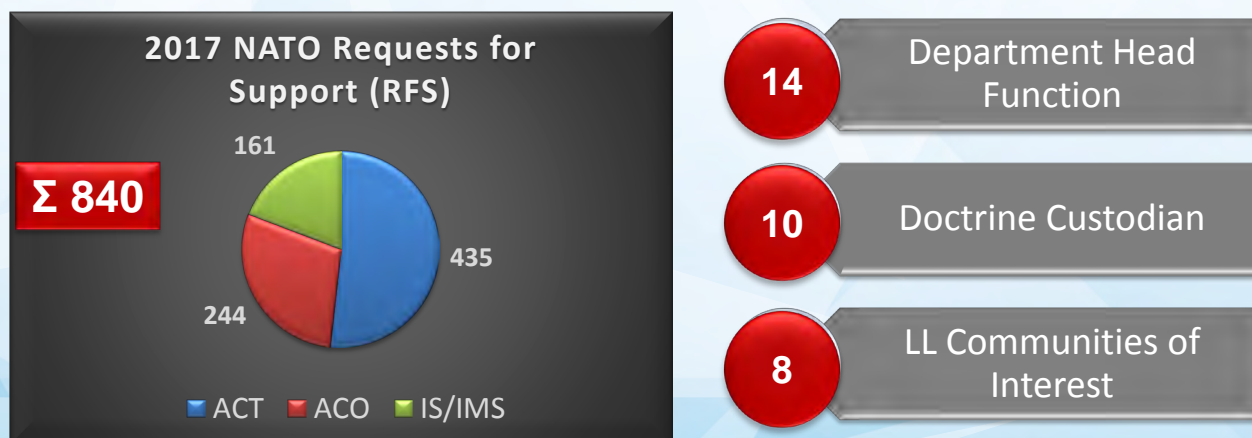 2017 NATO Requests for
Support (RFS)
161
Σ 840
435
244
ACT ACO IS/IMS
14
Department Head
Function
10
Doctrine Custodian
8
LL Communities of
Interest